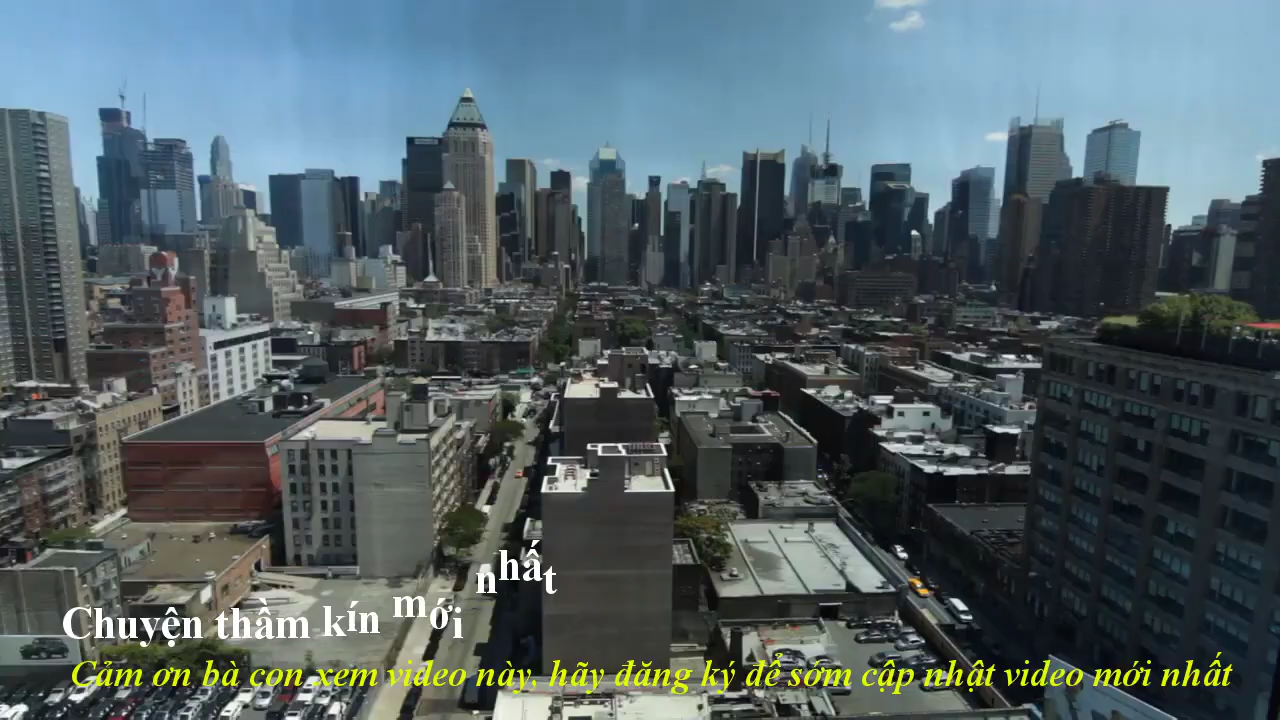 Chuyện thầm kín mới nhất
Cảm ơn bà con xem video này, hãy đăng ký để sớm cập nhật video mới nhất